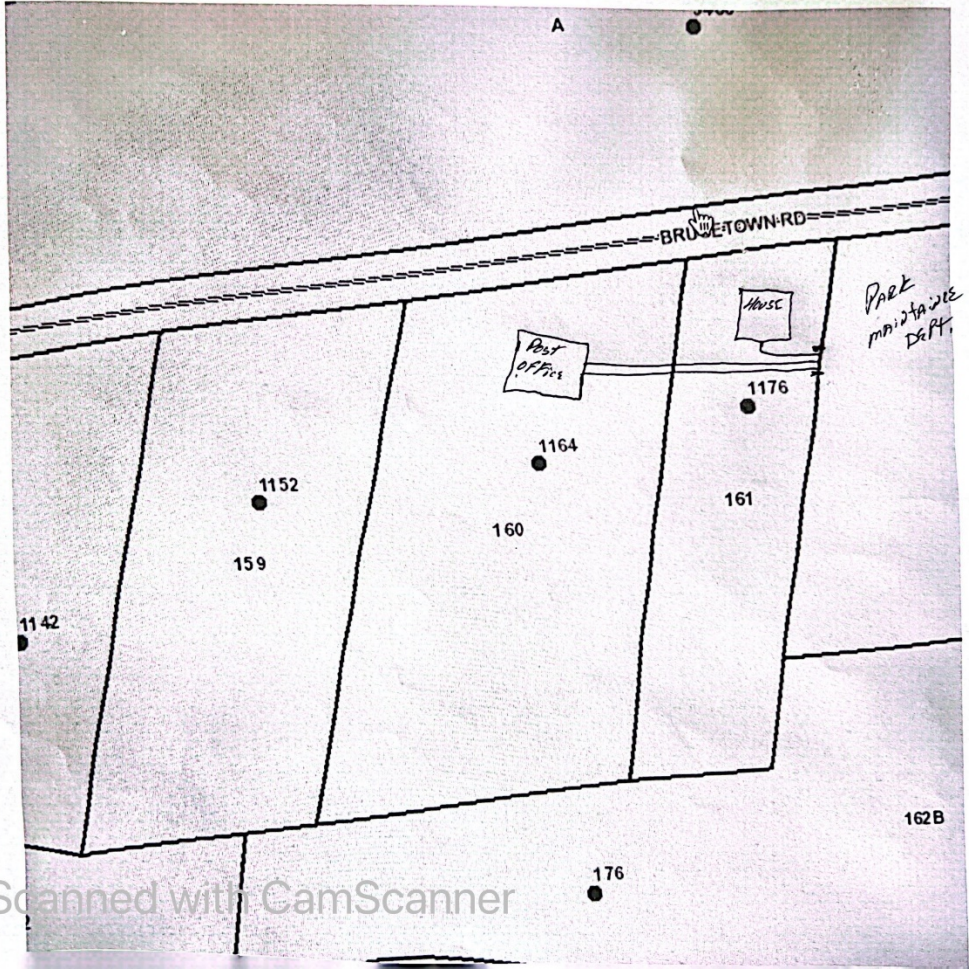 A
BRUCETOWN RD
House
Park
maintaince
Dept.
Post
office
1176
1164
1152
161
160
159
1142
162B
176
Scanned with CamScanner